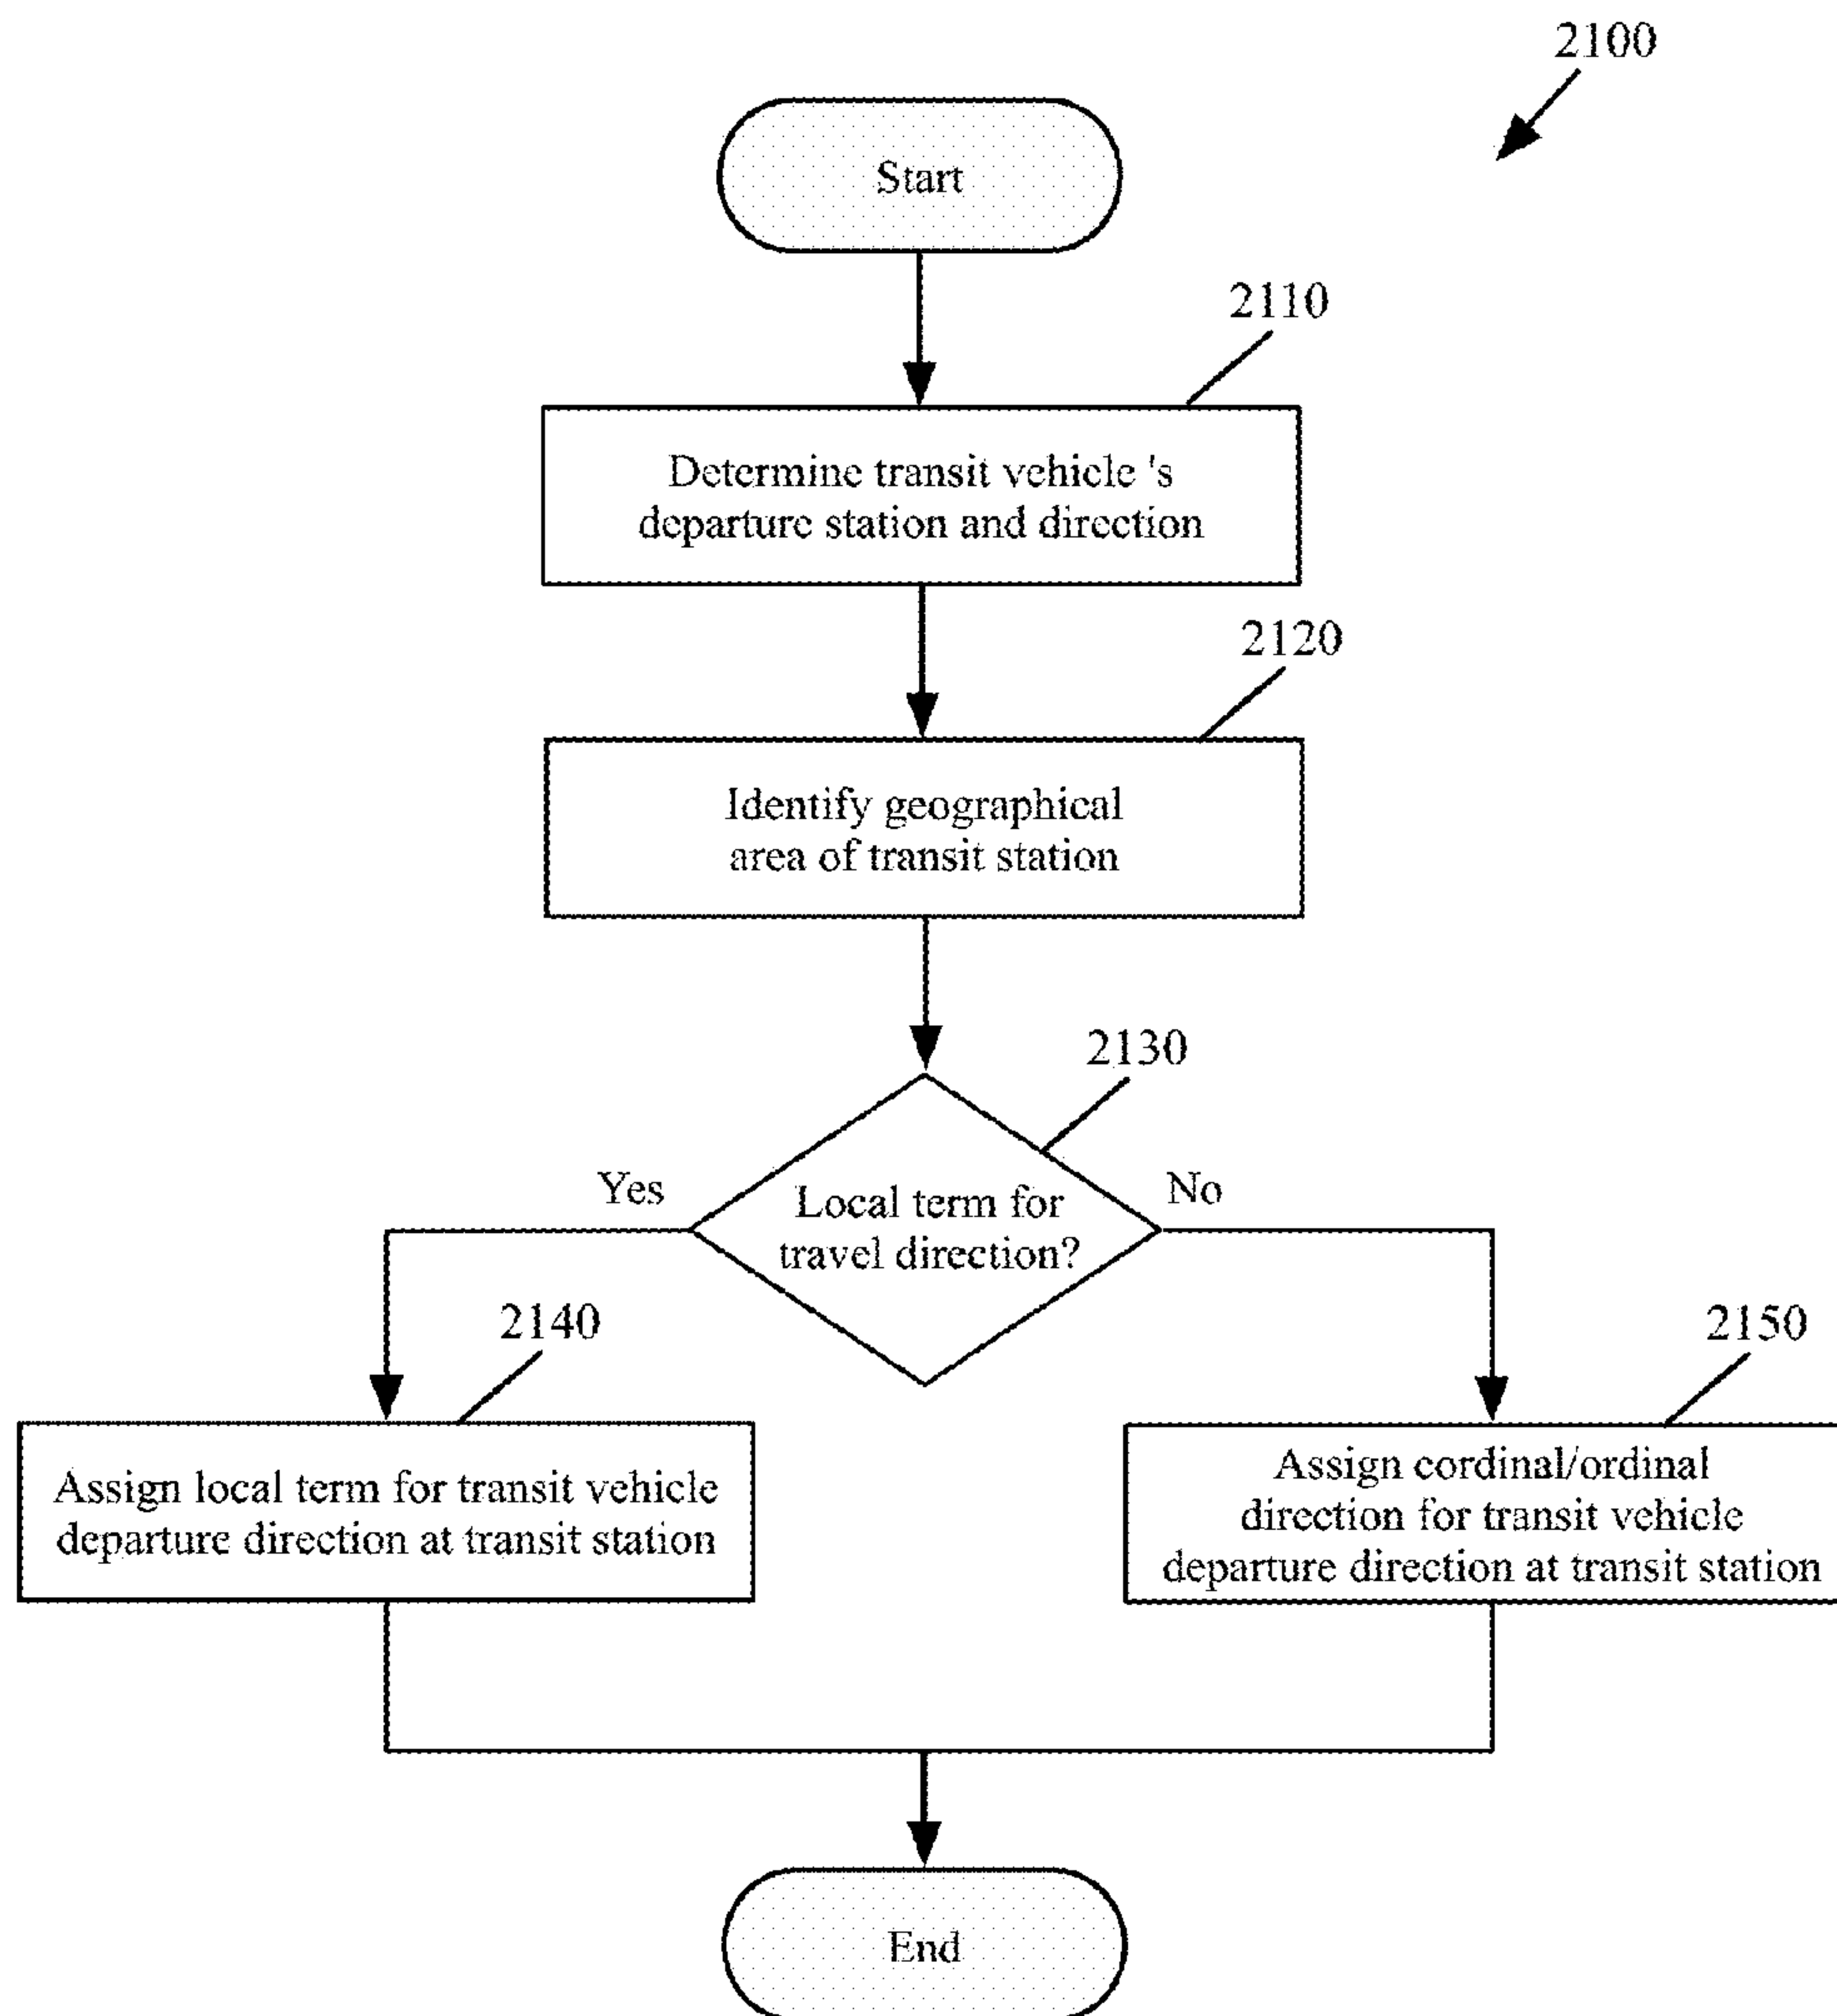 2100
Start
2110
Determine transit vehicle 's
departure station and direction
2120
Identify geographical
area of transit station
2130
Yes
No
Local term for
travel direction?
2140
2150
Assign local term for transit vehicle
departure direction at transit station
Assign cordinal/ordinal
direction for transit vehicle
departure direction at transit station
End